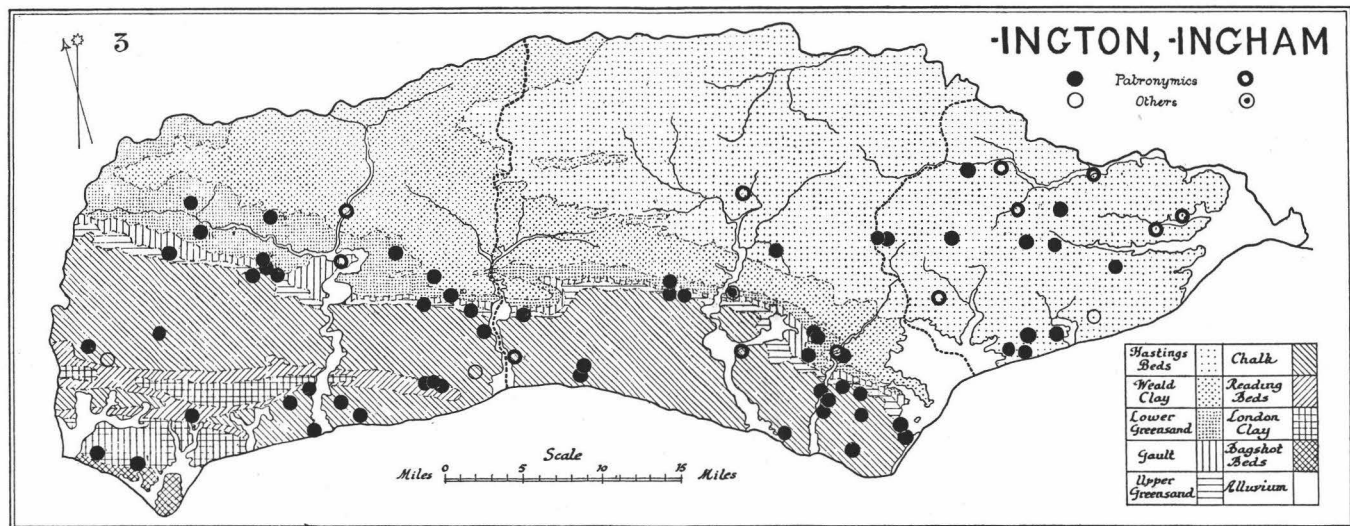 3
-INGTON, -INGHAM
Patronymics
Others
Hastings Beds
Chalk
Weald Clay
Reading Beds
Lower Greensand
London Clay
Gault
Bagshot Beds
Upper Greensand
Alluvium
Scale
Miles 0 5 10 15 Miles